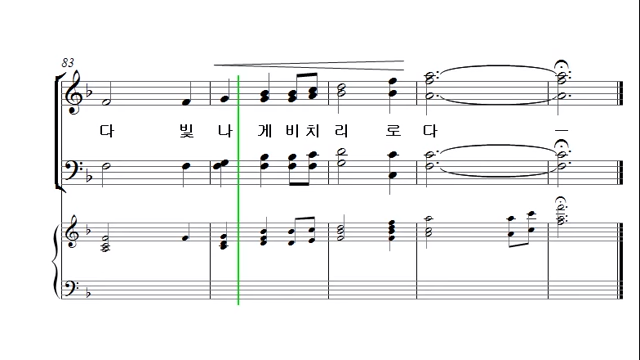 83
다 빛 나 게 비 치 리 로 다